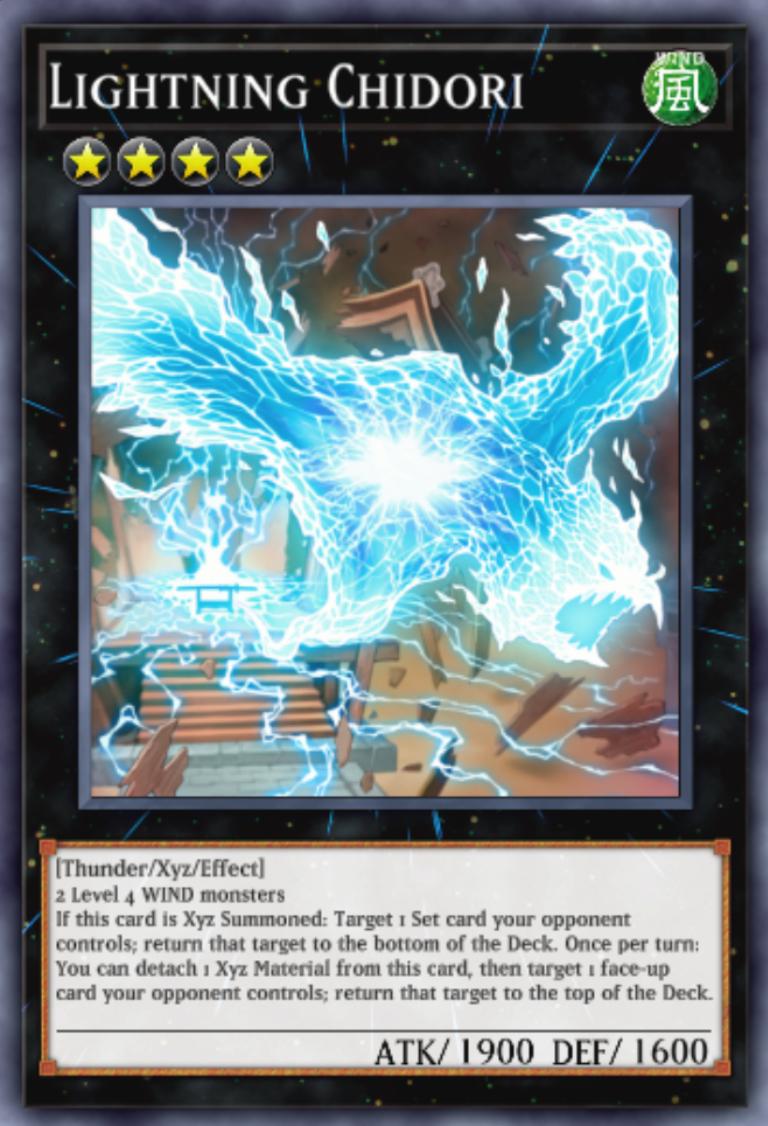 Lightning Chidori
WIND
風
[Thunder/Xyz/Effect]
2 Level 4 WIND monsters
If this card is Xyz Summoned: Target 1 Set card your opponent
controls; return that target to the bottom of the Deck. Once per turn:
You can detach 1 Xyz Material from this card, then target 1 face-up
card your opponent controls; return that target to the top of the Deck.
ATK/ 1900 DEF/ 1600